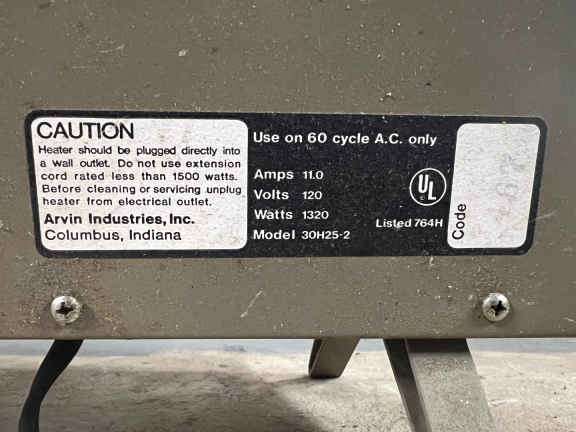 CAUTION
Heater should be plugged directly into
a wall outlet. Do not use extension
cord rated less than 1500 watts.
Before cleaning or servicing unplug
heater from electrical outlet.
Arvin Industries, Inc.
Columbus, Indiana
Use on 60 cycle A.C. only
Amps 11.0
Volts 120
Watts 1320
Model 30H25-2
UL
Listed 764H
Code